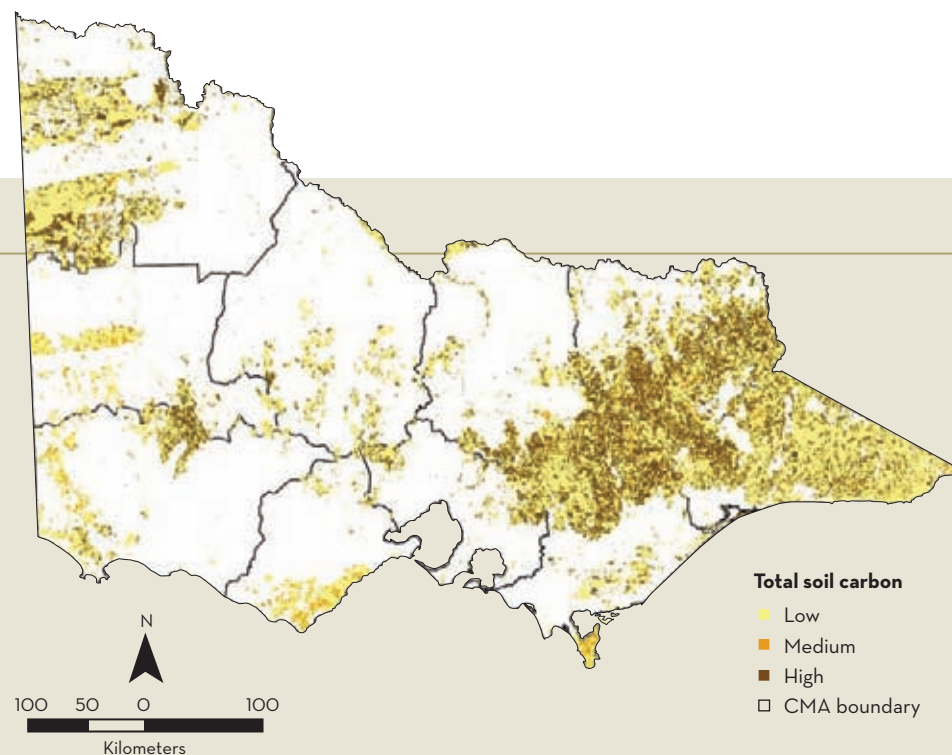 Total soil carbon
Low
Medium
High
CMA boundary
N
100 50 0 100
Kilometers